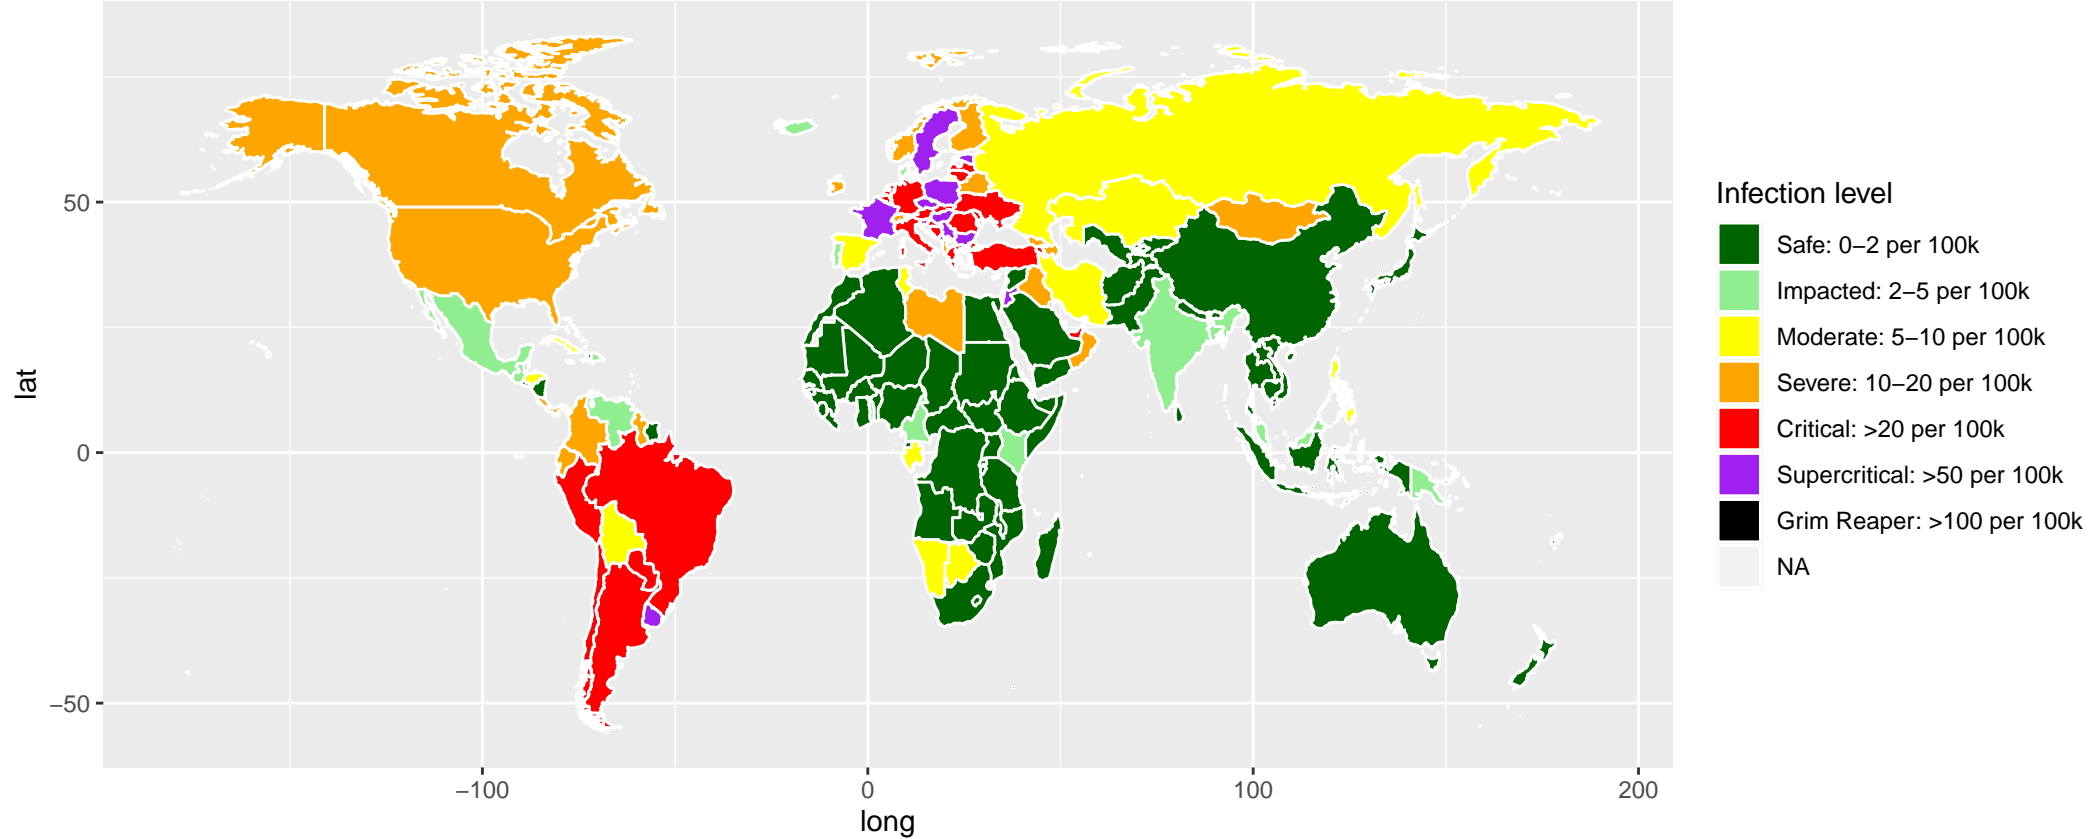 50
0
−50
lat
−100
0
100
200
long
Infection level
Safe: 0−2 per 100k
Impacted: 2−5 per 100k
Moderate: 5−10 per 100k
Severe: 10−20 per 100k
Critical: >20 per 100k
Supercritical: >50 per 100k
Grim Reaper: >100 per 100k
NA